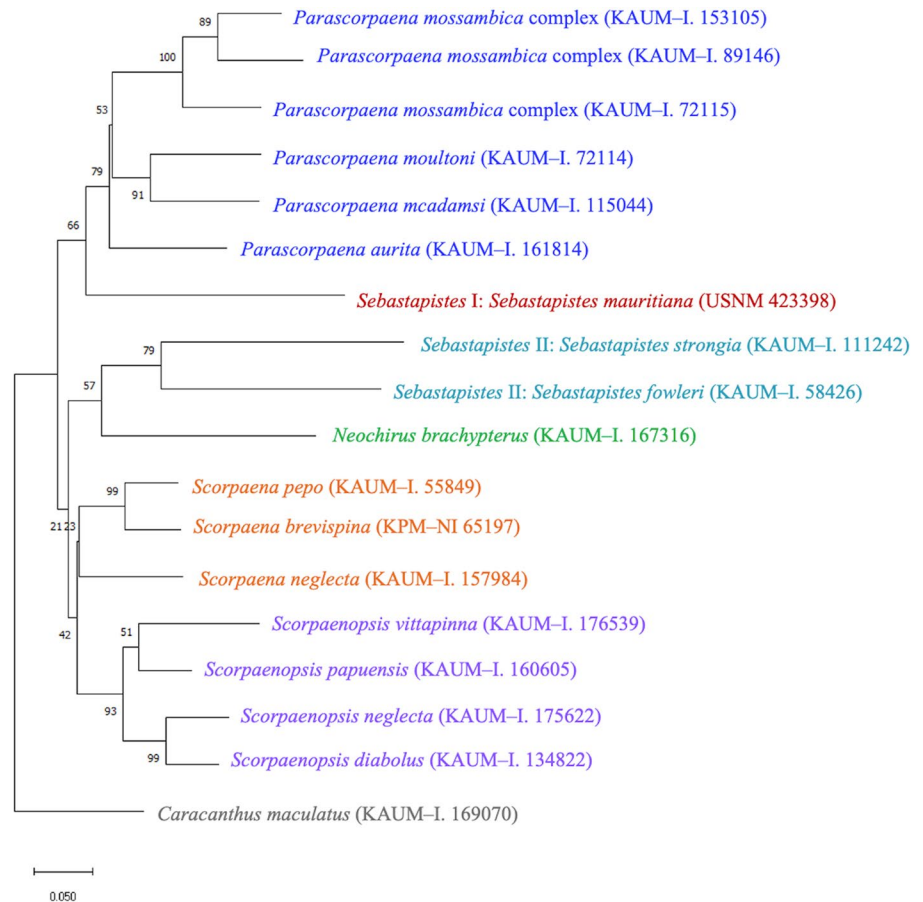 89
Parascorpaena mossambica complex (KAUM–I. 153105)
Parascorpaena mossambica complex (KAUM–I. 89146)
100
Parascorpaena mossambica complex (KAUM–I. 72115)
53
Parascorpaena moultoni (KAUM–I. 72114)
79
91
Parascorpaena mcadamsi (KAUM–I. 115044)
66
Parascorpaena aurita (KAUM–I. 161814)
Sebastapistes I: Sebastapistes mauritiana (USNM 423398)
79
Sebastapistes II: Sebastapistes strongia (KAUM–I. 111242)
57
Sebastapistes II: Sebastapistes fowleri (KAUM–I. 58426)
Neochirus brachypterus (KAUM–I. 167316)
99
Scorpaena pepo (KAUM–I. 55849)
21
23
Scorpaena brevispina (KPM–NI 65197)
Scorpaena neglecta (KAUM–I. 157984)
42
51
Scorpaenopsis vittapinna (KAUM–I. 176539)
Scorpaenopsis papuensis (KAUM–I. 160605)
93
Scorpaenopsis neglecta (KAUM–I. 175622)
99
Scorpaenopsis diabolus (KAUM–I. 134822)
Caracanthus maculatus (KAUM–I. 169070)
0.050